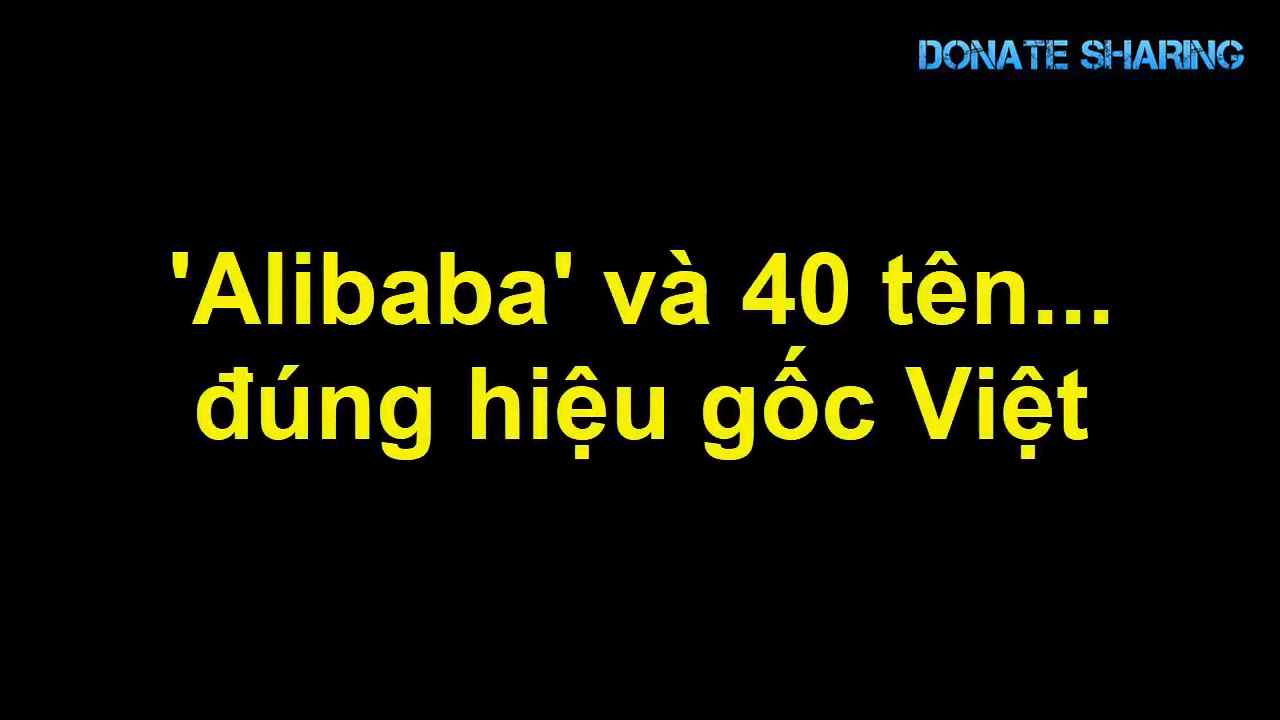 DONATE SHARING
'Alibaba' và 40 tên...
đúng hiệu gốc Việt